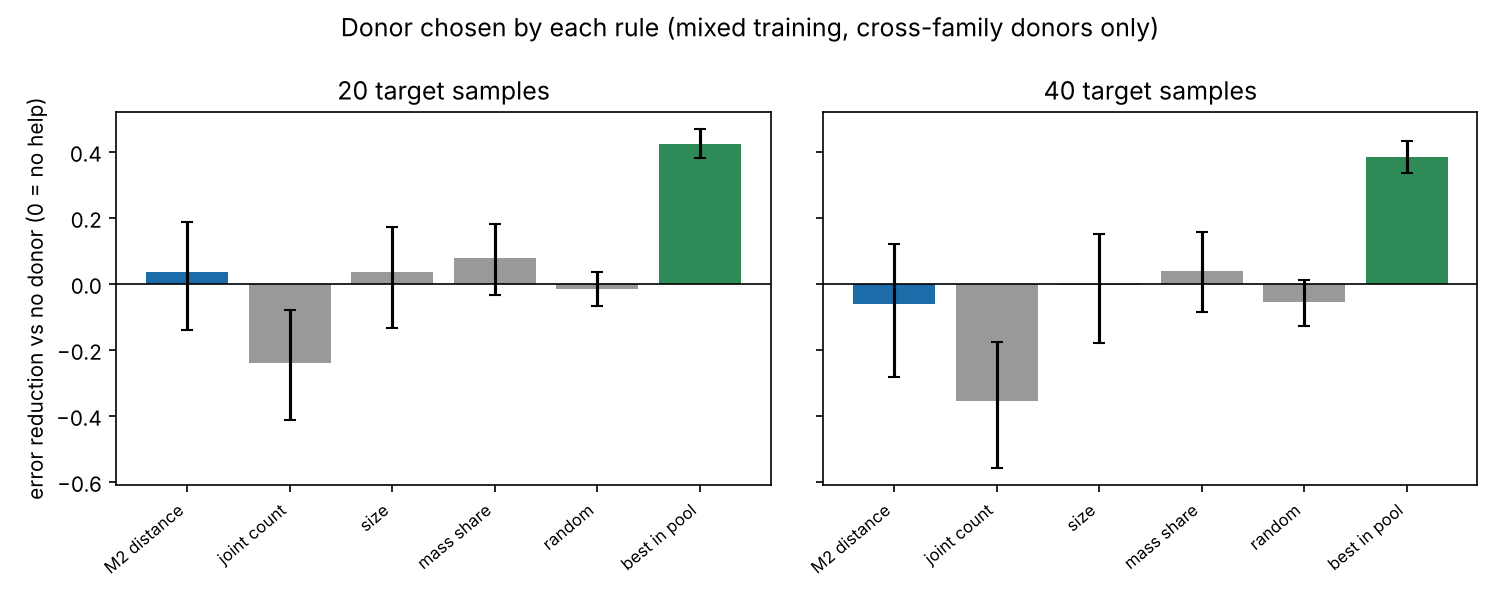 Donor chosen by each rule (mixed training, cross-family donors only)
20 target samples
error reduction vs no donor (0 = no help)
0.4
0.2
0.0
−0.2
−0.4
−0.6
M2 distance
joint count
size
mass share
random
best in pool
40 target samples
M2 distance
joint count
size
mass share
random
best in pool